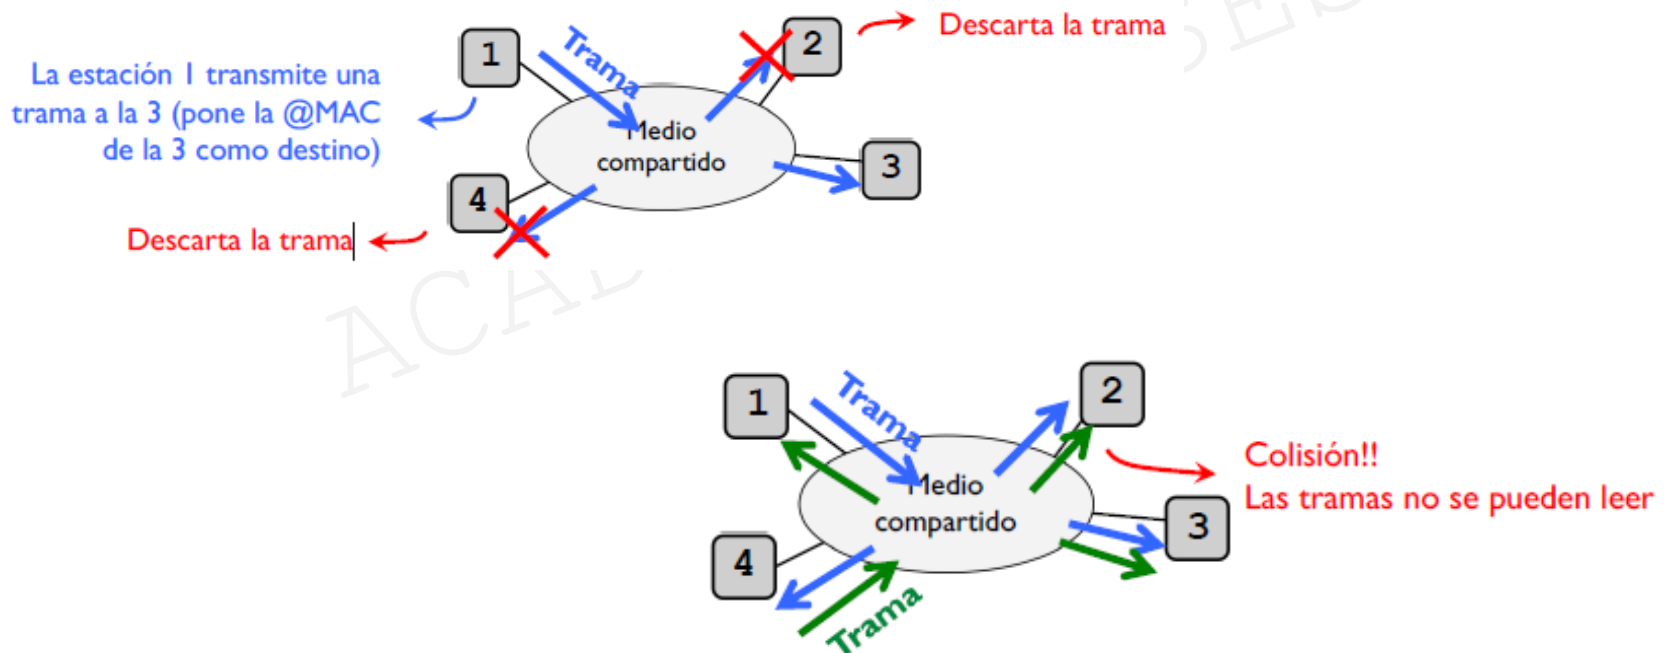 1
2
Descarta la trama
Trama
La estación 1 transmite una
trama a la 3 (pone la @MAC
de la 3 como destino)
Medio
compartido
3
4
Descarta la trama
1
2
Trama
Colisión!!
Las tramas no se pueden leer
Medio
compartido
3
4
Trama